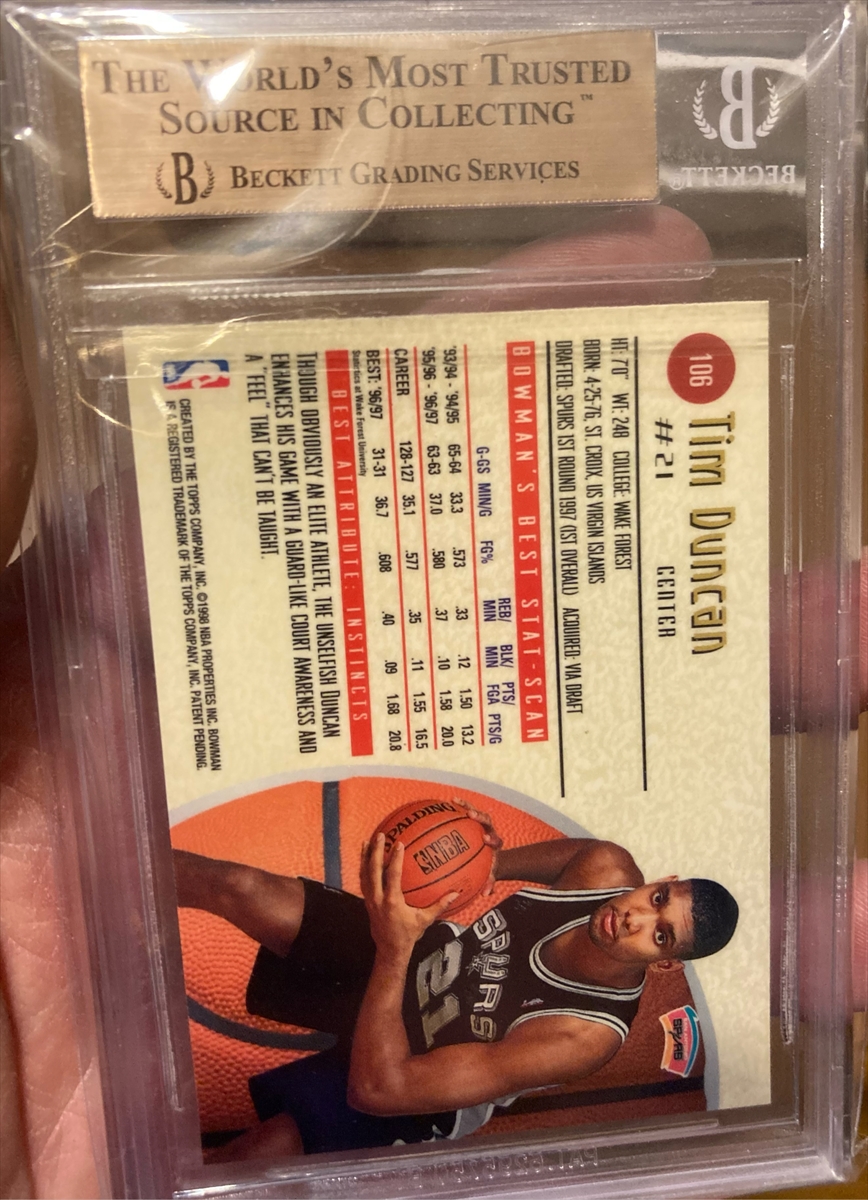 THE WORLD'S MOST TRUSTED
SOURCE IN COLLECTING™
B BECKETT GRADING SERVICES
B
BECKETT™
106
Tim Duncan
#21 CENTER
HT: 7'0" WT: 248 COLLEGE: WAKE FOREST
BORN: 4-25-76, ST. CROIX, US VIRGIN ISLANDS
DRAFTED: SPURS 1ST ROUND 1997 (1ST OVERALL) ACQUIRED: VIA DRAFT
BOWMAN'S BEST STAT-SCAN
REB/ BLK/ PTS/
G-GS MIN/G FG% MIN MIN FGA PTS/G
'93/94 - '94/95 65-64 33.3 .573 .33 .12 1.50 13.2
'95/96 - '96/97 63-63 37.0 .580 .37 .10 1.58 20.0
CAREER 128-127 35.1 .577 .35 .11 1.55 16.5
BEST: '96/97 31-31 36.7 .608 .40 .09 1.68 20.8
Statistics at Wake Forest University
BEST ATTRIBUTE: INSTINCTS
THOUGH OBVIOUSLY AN ELITE ATHLETE, THE UNSELFISH DUNCAN
ENHANCES HIS GAME WITH A GUARD-LIKE COURT AWARENESS AND
A "FEEL" THAT CAN'T BE TAUGHT.
CREATED BY THE TOPPS COMPANY, INC. ©1998 NBA PROPERTIES INC. BOWMAN
IS A REGISTERED TRADEMARK OF THE TOPPS COMPANY, INC. PATENT PENDING.
SPALDING
NBA
SPURS
21
SPURS